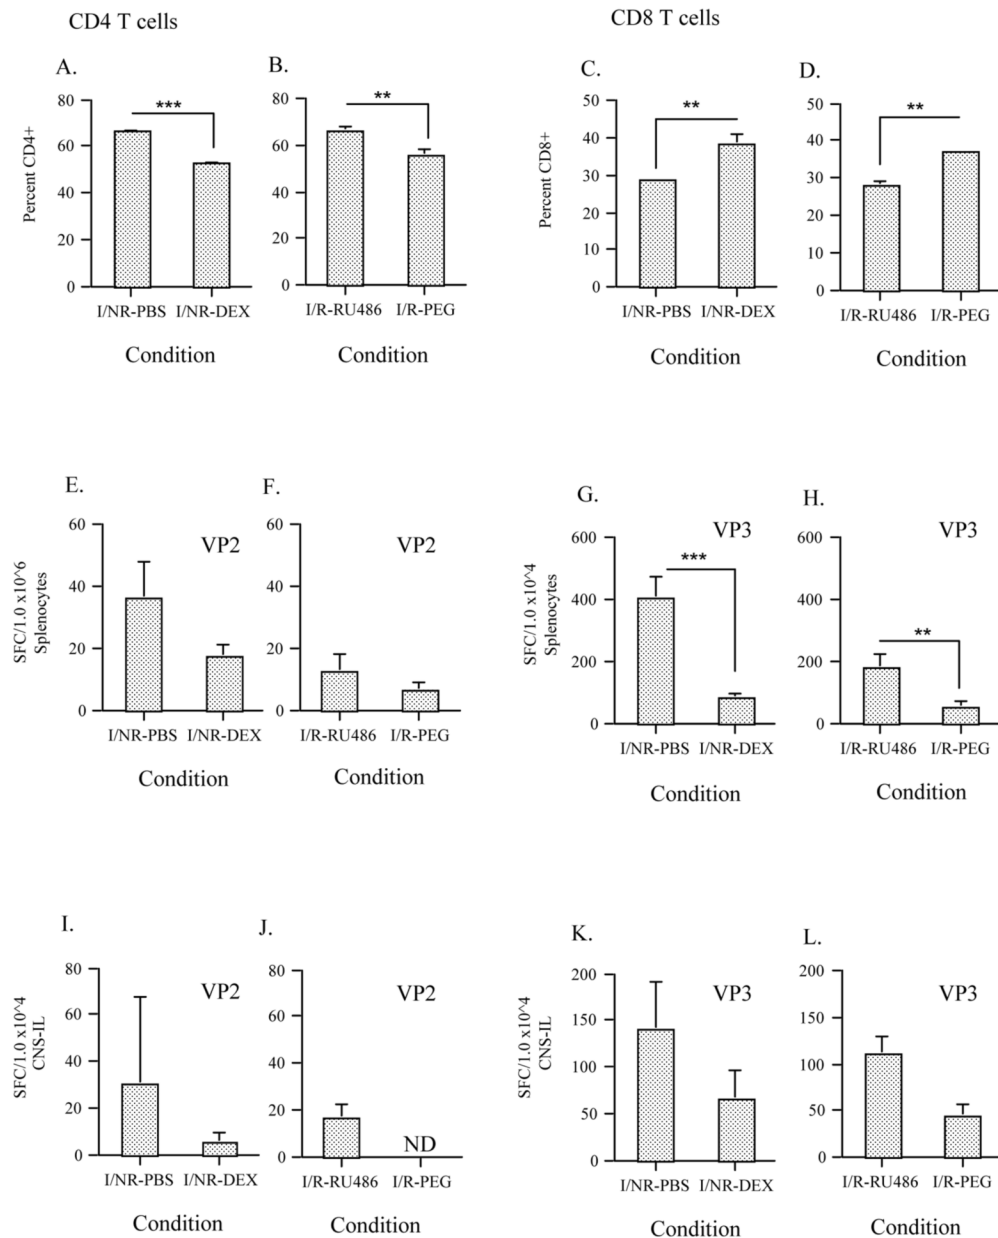 CD4 T cells
CD8 T cells
A.
Percent CD4+
80
60
40
20
0
***
I/NR-PBS I/NR-DEX
Condition
B.
80
60
40
20
0
**
I/R-RU486 I/R-PEG
Condition
C.
Percent CD8+
50
40
30
20
10
0
**
I/NR-PBS I/NR-DEX
Condition
D.
50
40
30
20
10
0
**
I/R-RU486 I/R-PEG
Condition
E.
SFC/1.0 x10^6
Splenocytes
60
40
20
0
VP2
I/NR-PBS I/NR-DEX
Condition
F.
60
40
20
0
VP2
I/R-RU486 I/R-PEG
Condition
G.
SFC/1.0 x10^4
Splenocytes
600
400
200
0
VP3
***
I/NR-PBS I/NR-DEX
Condition
H.
600
400
200
0
VP3
**
I/R-RU486 I/R-PEG
Condition
I.
SFC/1.0 x10^4
CNS-IL
80
60
40
20
0
VP2
I/NR-PBS I/NR-DEX
Condition
J.
80
60
40
20
0
VP2
ND
I/R-RU486 I/R-PEG
Condition
K.
SFC/1.0 x10^4
CNS-IL
200
150
100
50
0
VP3
I/NR-PBS I/NR-DEX
Condition
L.
200
150
100
50
0
VP3
I/R-RU486 I/R-PEG
Condition